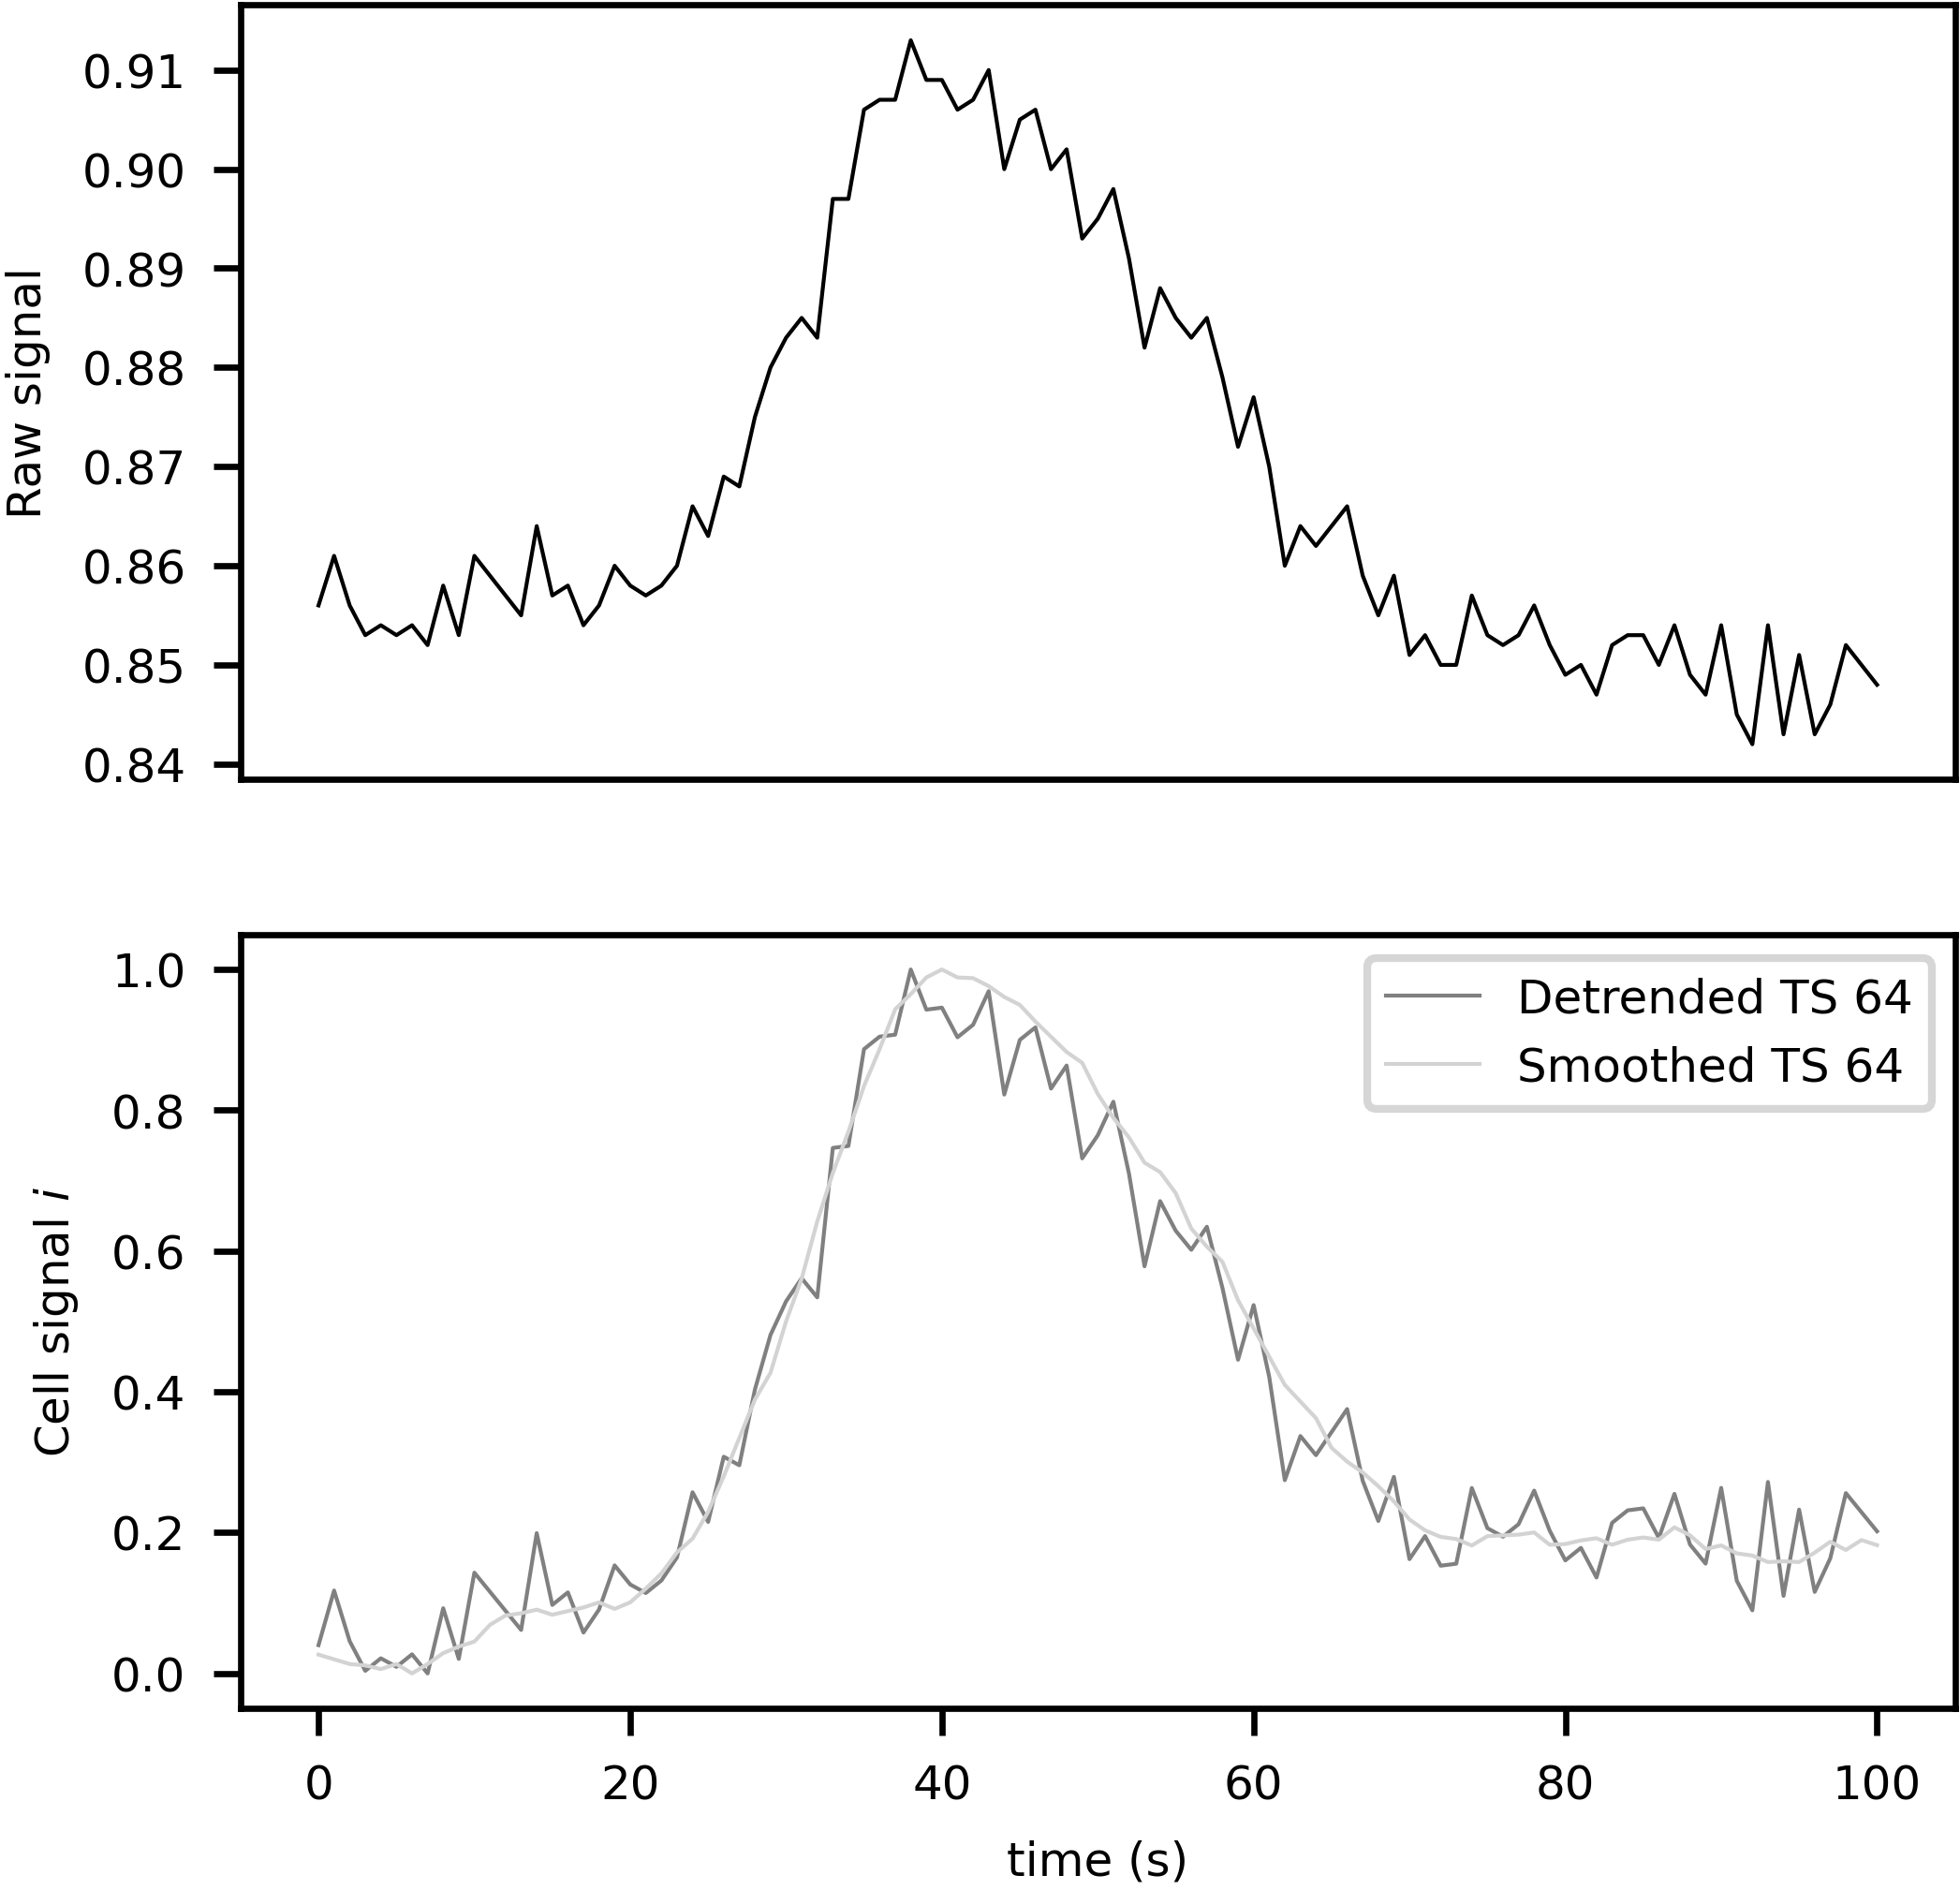 Raw signal
0.91
0.90
0.89
0.88
0.87
0.86
0.85
0.84
Cell signal i
1.0
0.8
0.6
0.4
0.2
0.0
Detrended TS 64
Smoothed TS 64
0 20 40 60 80 100
time (s)